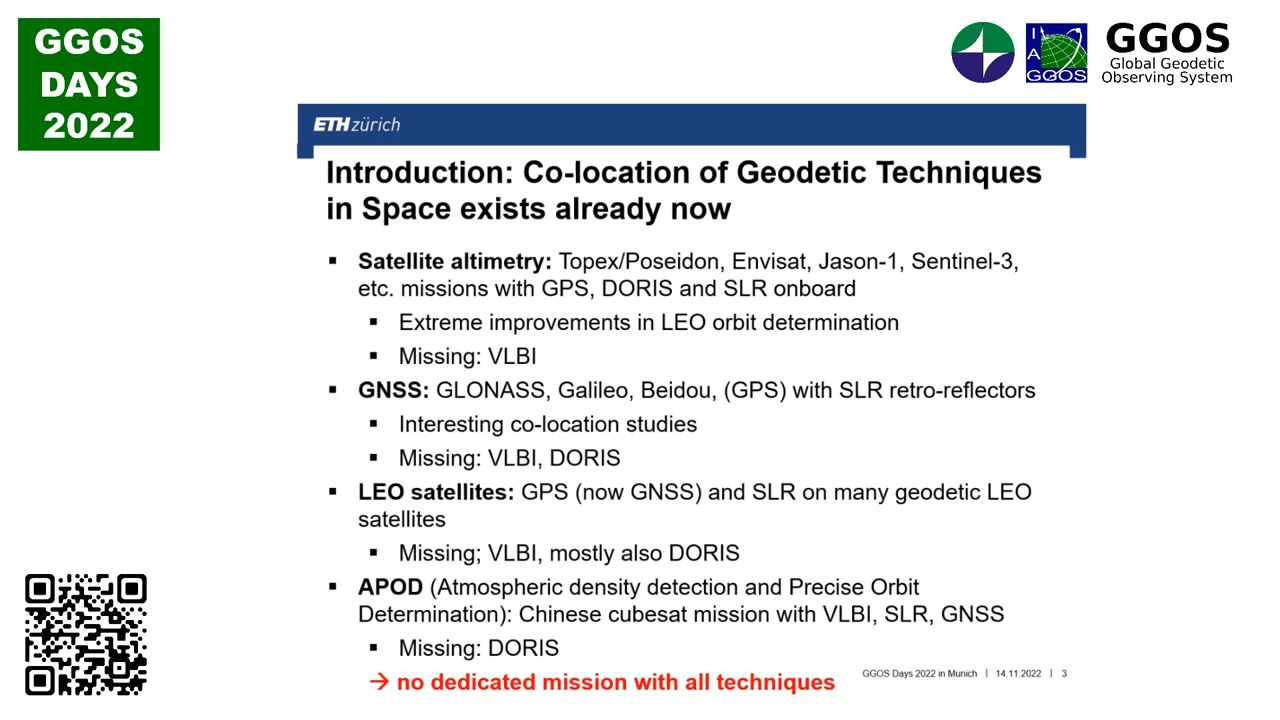 GGOS
DAYS
2022
I
A
G
GGOS
GGOS
Global Geodetic
Observing System
ETH zürich
Introduction: Co-location of Geodetic Techniques
in Space exists already now
▪ Satellite altimetry: Topex/Poseidon, Envisat, Jason-1, Sentinel-3,
etc. missions with GPS, DORIS and SLR onboard
▪ Extreme improvements in LEO orbit determination
▪ Missing: VLBI
▪ GNSS: GLONASS, Galileo, Beidou, (GPS) with SLR retro-reflectors
▪ Interesting co-location studies
▪ Missing: VLBI, DORIS
▪ LEO satellites: GPS (now GNSS) and SLR on many geodetic LEO
satellites
▪ Missing; VLBI, mostly also DORIS
▪ APOD (Atmospheric density detection and Precise Orbit
Determination): Chinese cubesat mission with VLBI, SLR, GNSS
▪ Missing: DORIS
→ no dedicated mission with all techniques
GGOS Days 2022 in Munich | 14.11.2022 | 3